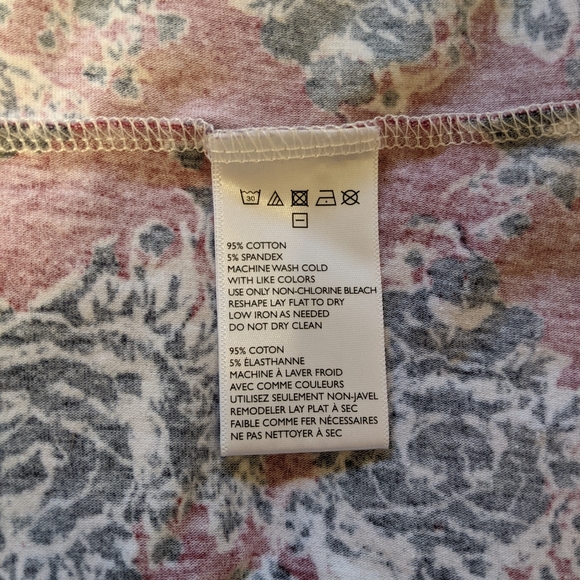 30
95% COTTON
5% SPANDEX
MACHINE WASH COLD
WITH LIKE COLORS
USE ONLY NON-CHLORINE BLEACH
RESHAPE LAY FLAT TO DRY
LOW IRON AS NEEDED
DO NOT DRY CLEAN
95% COTON
5% ÉLASTHANNE
MACHINE À LAVER FROID
AVEC COMME COULEURS
UTILISEZ SEULEMENT NON-JAVEL
REMODELER LAY PLAT À SEC
FAIBLE COMME FER NÉCESSAIRES
NE PAS NETTOYER À SEC